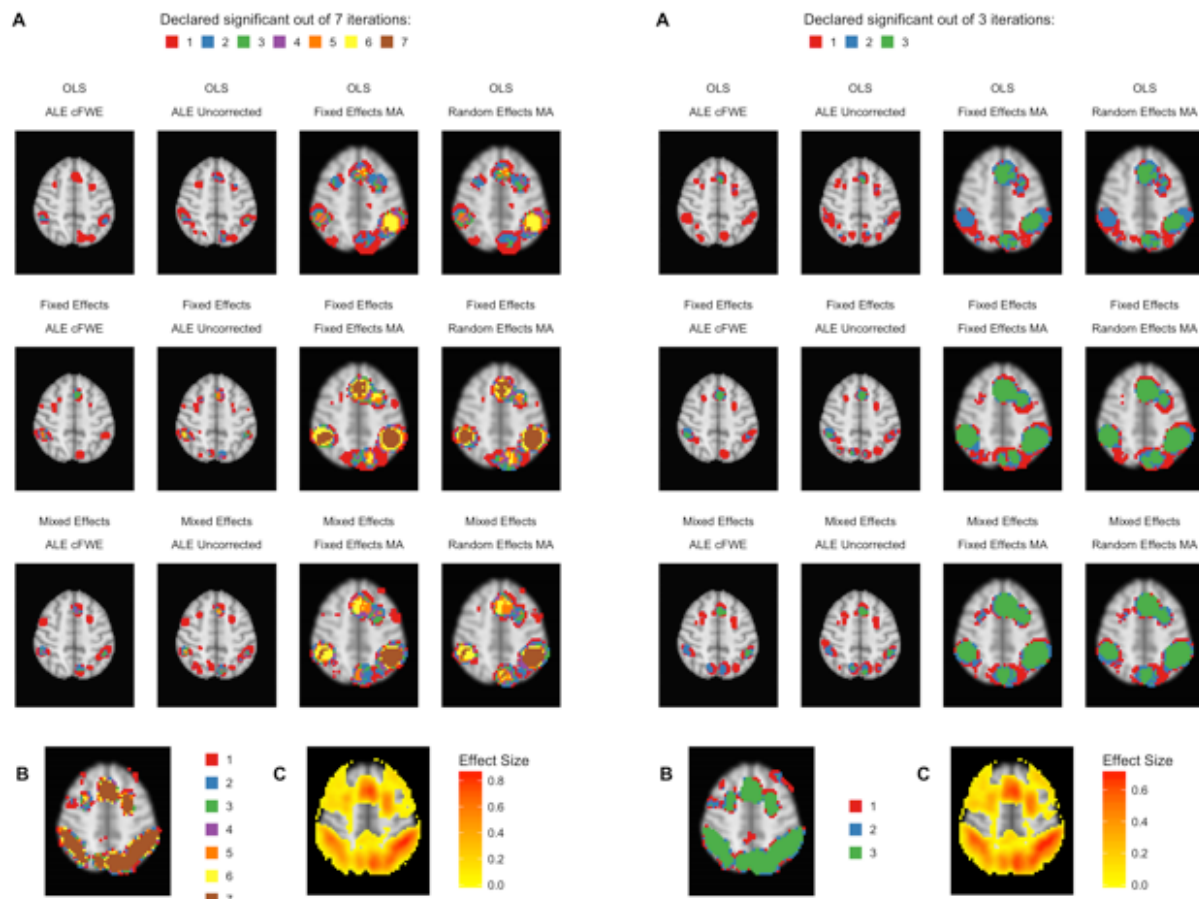 A
Declared significant out of 7 iterations:
1 2 3 4 5 6 7
OLS OLS OLS OLS
ALE cFWE ALE Uncorrected Fixed Effects MA Random Effects MA
Fixed Effects Fixed Effects Fixed Effects Fixed Effects
ALE cFWE ALE Uncorrected Fixed Effects MA Random Effects MA
Mixed Effects Mixed Effects Mixed Effects Mixed Effects
ALE cFWE ALE Uncorrected Fixed Effects MA Random Effects MA
B
1
2
3
4
5
6
7
C
Effect Size
0.8
0.6
0.4
0.2
0.0
A
Declared significant out of 3 iterations:
1 2 3
OLS OLS OLS OLS
ALE cFWE ALE Uncorrected Fixed Effects MA Random Effects MA
Fixed Effects Fixed Effects Fixed Effects Fixed Effects
ALE cFWE ALE Uncorrected Fixed Effects MA Random Effects MA
Mixed Effects Mixed Effects Mixed Effects Mixed Effects
ALE cFWE ALE Uncorrected Fixed Effects MA Random Effects MA
B
1
2
3
C
Effect Size
0.6
0.4
0.2
0.0